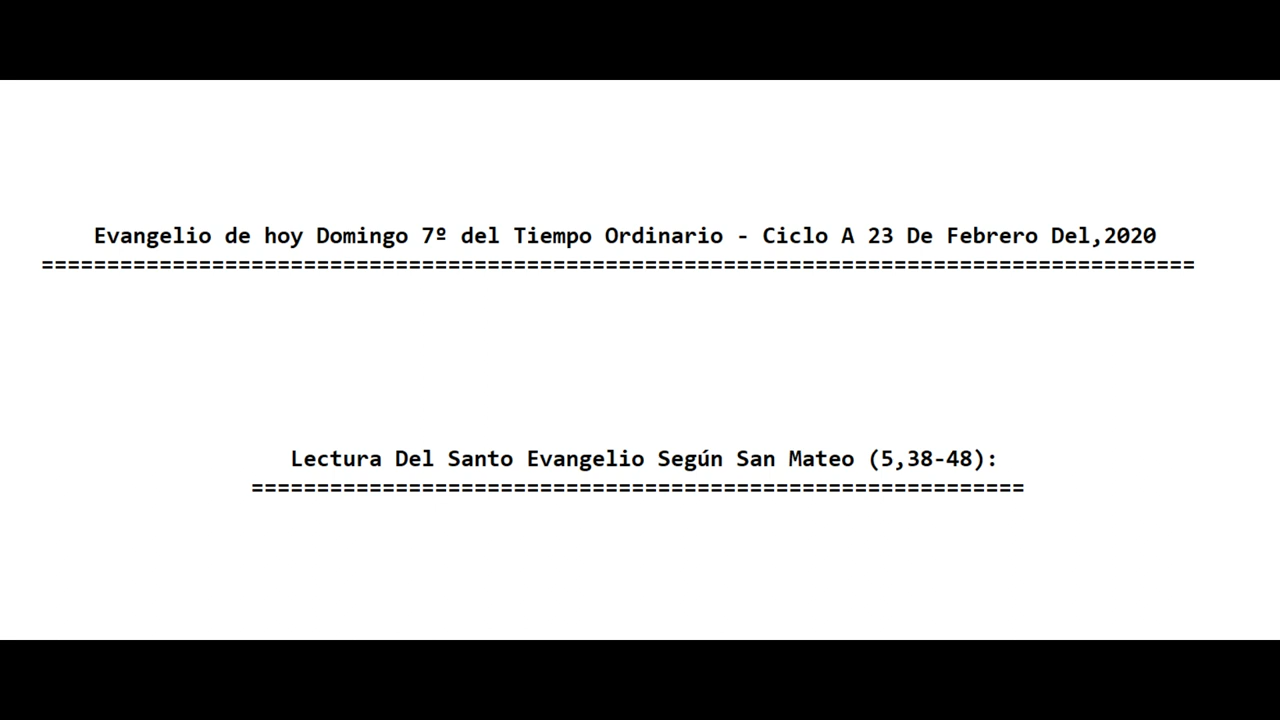 Evangelio de hoy Domingo 7º del Tiempo Ordinario - Ciclo A 23 De Febrero Del,2020
========================================================================================
Lectura Del Santo Evangelio Según San Mateo (5,38-48):
===========================================================